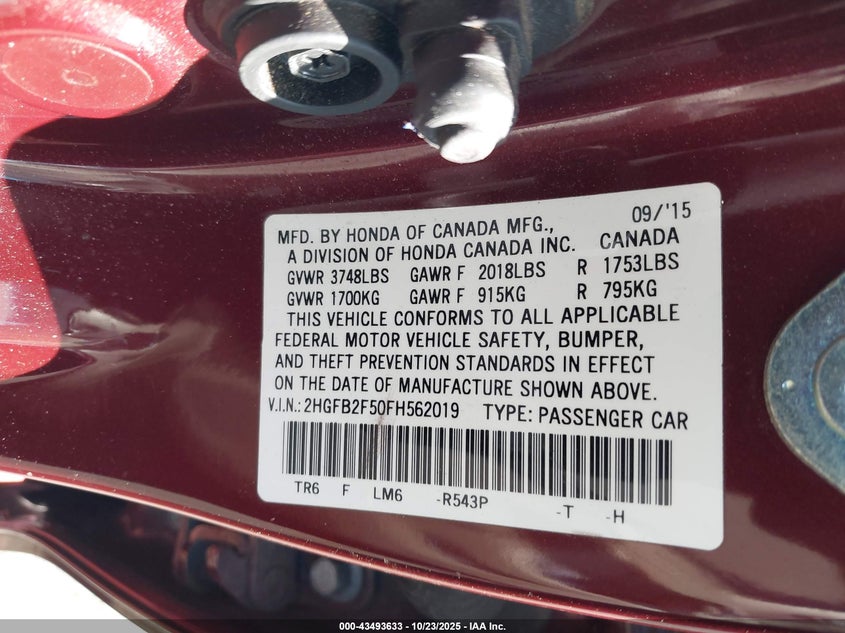 09/'15
MFD. BY HONDA OF CANADA MFG.,
A DIVISION OF HONDA CANADA INC. CANADA
GVWR 3748LBS GAWR F 2018LBS R 1753LBS
GVWR 1700KG GAWR F 915KG R 795KG
THIS VEHICLE CONFORMS TO ALL APPLICABLE
FEDERAL MOTOR VEHICLE SAFETY, BUMPER,
AND THEFT PREVENTION STANDARDS IN EFFECT
ON THE DATE OF MANUFACTURE SHOWN ABOVE.
V.I.N.: 2HGFB2F50FH562019 TYPE: PASSENGER CAR
TR6 F LM6 -R543P -T -H
000-43493633 - 10/23/2025 - IAA Inc.